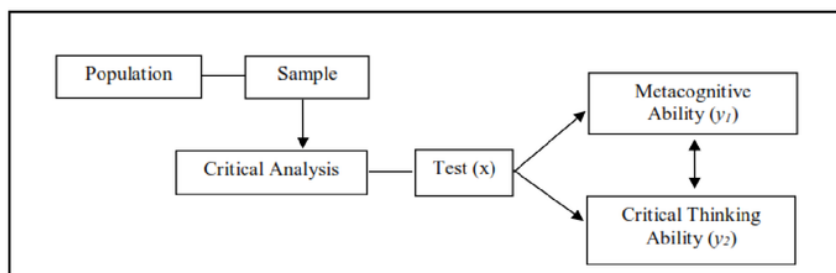 Population
Sample
Metacognitive
Ability (y1)
Critical Analysis
Test (x)
Critical Thinking
Ability (y2)